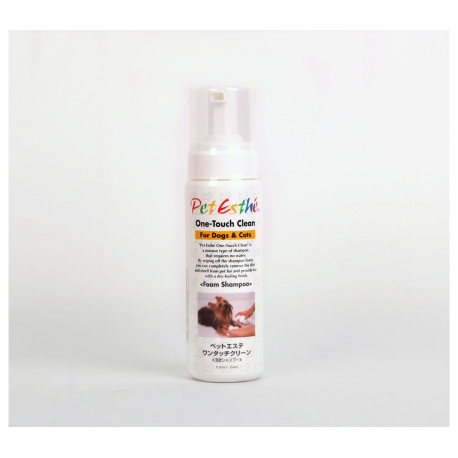 Pet Esthé
One-Touch Clean
For Dogs & Cats
"Pet Esthé One-Touch Clean" is
a mousse type of shampoo
that requires no water.
By wiping off the shampoo foam,
you can completely remove the dirt
and smell from pet fur and provide fur
with a dry feeling finish.
«Foam Shampoo»
ペットエステ
ワンタッチクリーン